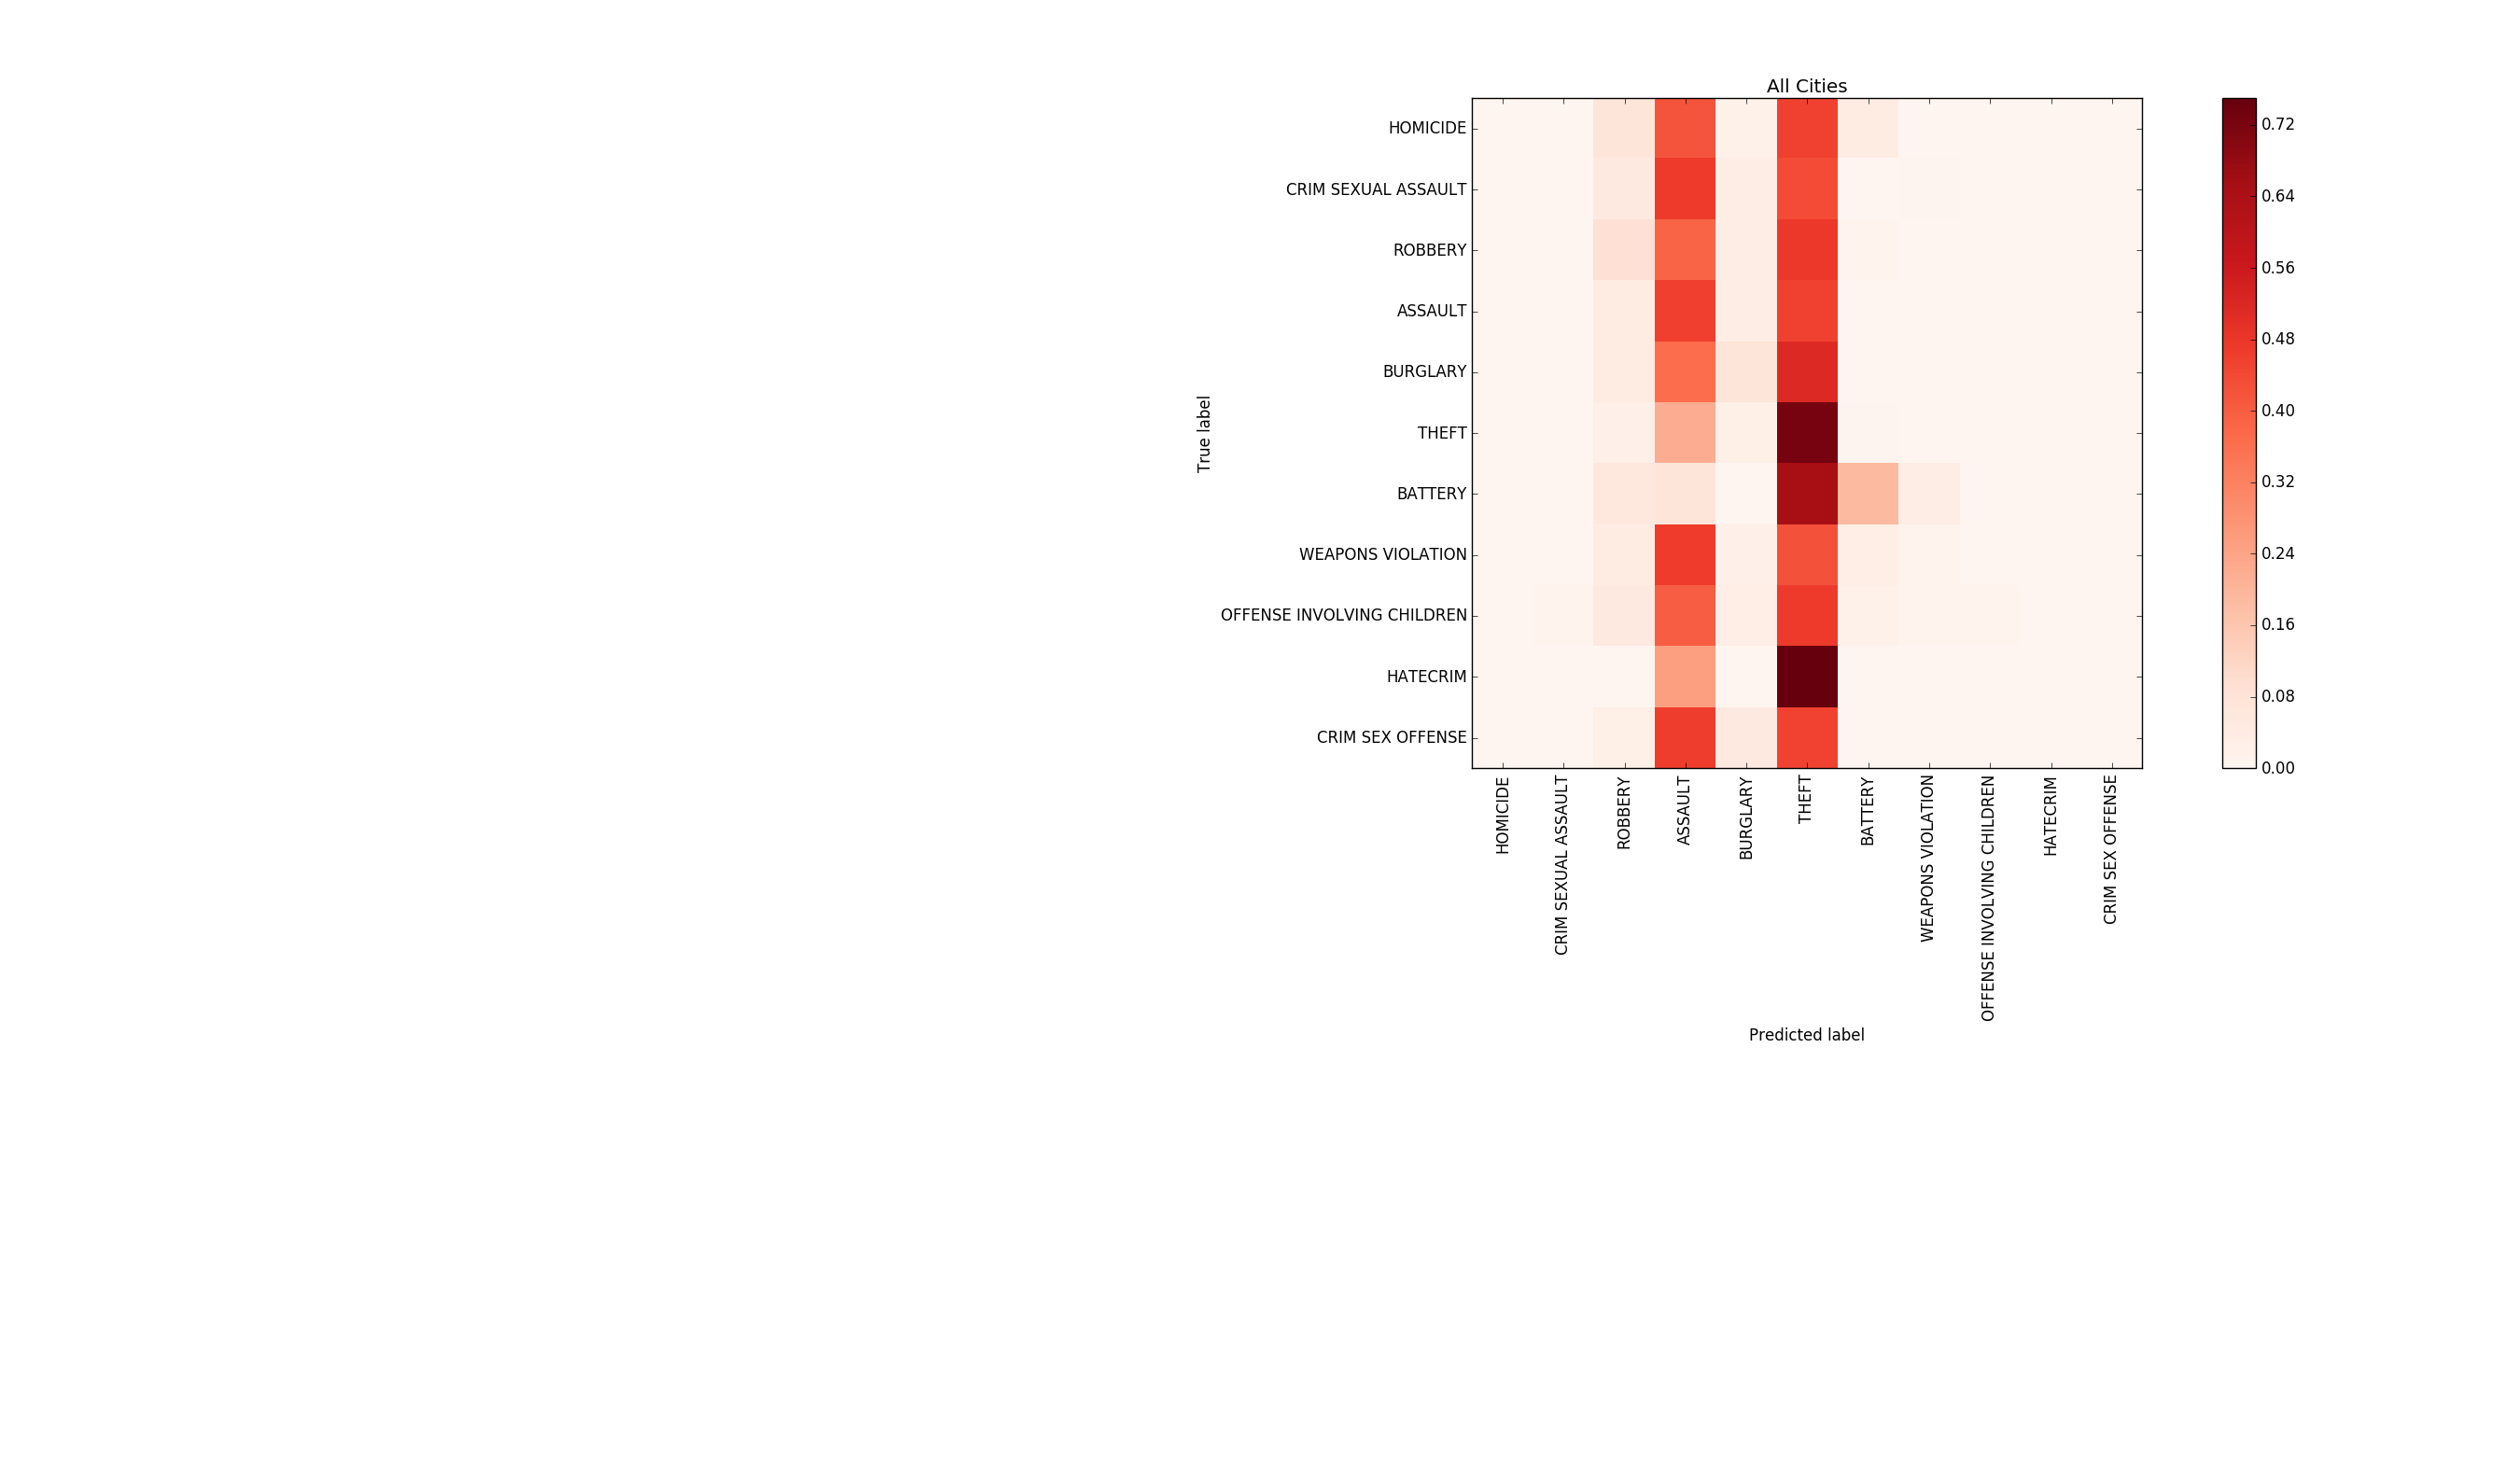 All Cities
True label
HOMICIDE
CRIM SEXUAL ASSAULT
ROBBERY
ASSAULT
BURGLARY
THEFT
BATTERY
WEAPONS VIOLATION
OFFENSE INVOLVING CHILDREN
HATECRIM
CRIM SEX OFFENSE
HOMICIDE
CRIM SEXUAL ASSAULT
ROBBERY
ASSAULT
BURGLARY
THEFT
BATTERY
WEAPONS VIOLATION
OFFENSE INVOLVING CHILDREN
HATECRIM
CRIM SEX OFFENSE
Predicted label
0.72
0.64
0.56
0.48
0.40
0.32
0.24
0.16
0.08
0.00